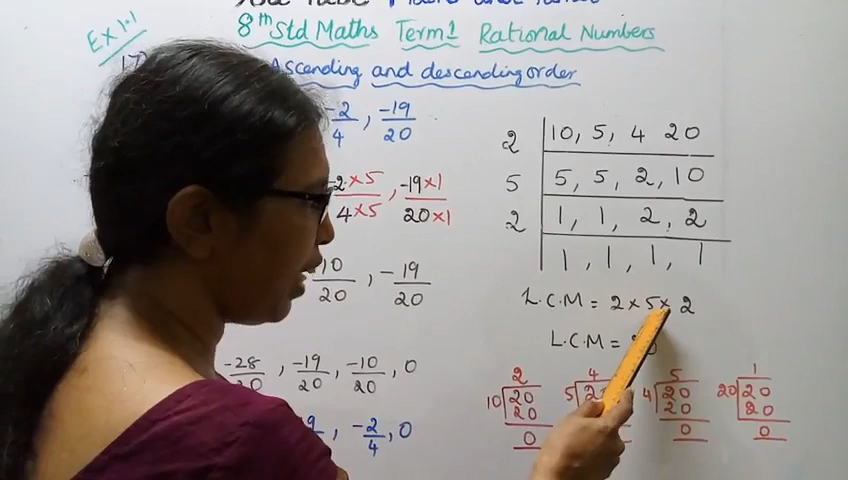 Ex 1.1
8th Std Maths Term 1 Rational Numbers
Ascending and descending order
-2/4, -19/20
-2×5/4×5, -19×1/20×1
10/20, -19/20
-28/20, -19/20, -10/20, 0
-2/4, 0
2 | 10, 5, 4 20
5 | 5, 5, 2, 10
2 | 1, 1, 2, 2
1, 1, 1, 1
L.C.M = 2 × 5 × 2
L.C.M =
2 4 5 1
10 20 5 2 4 20 20 20
20 20 20
0 0 0